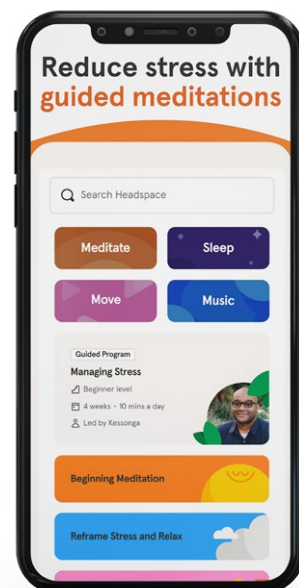 Reduce stress with
guided meditations
Search Headspace
Meditate
Sleep
Move
Music
Guided Program
Managing Stress
Beginner level
4 weeks • 10 mins a day
Led by Kessonga
Beginning Meditation
Reframe Stress and Relax